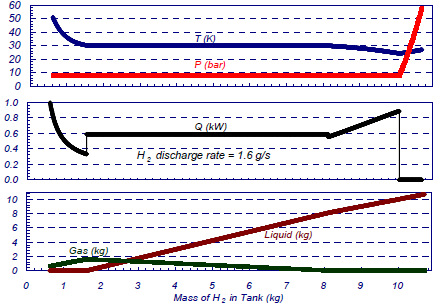 60
50
40
30
20
10
0
T (K)
P (bar)
1.0
0.8
0.6
0.4
0.2
0.0
Q (kW)
H2 discharge rate = 1.6 g/s
10
8
6
4
2
0
Liquid (kg)
Gas (kg)
0 1 2 3 4 5 6 7 8 9 10
Mass of H2 in Tank (kg)